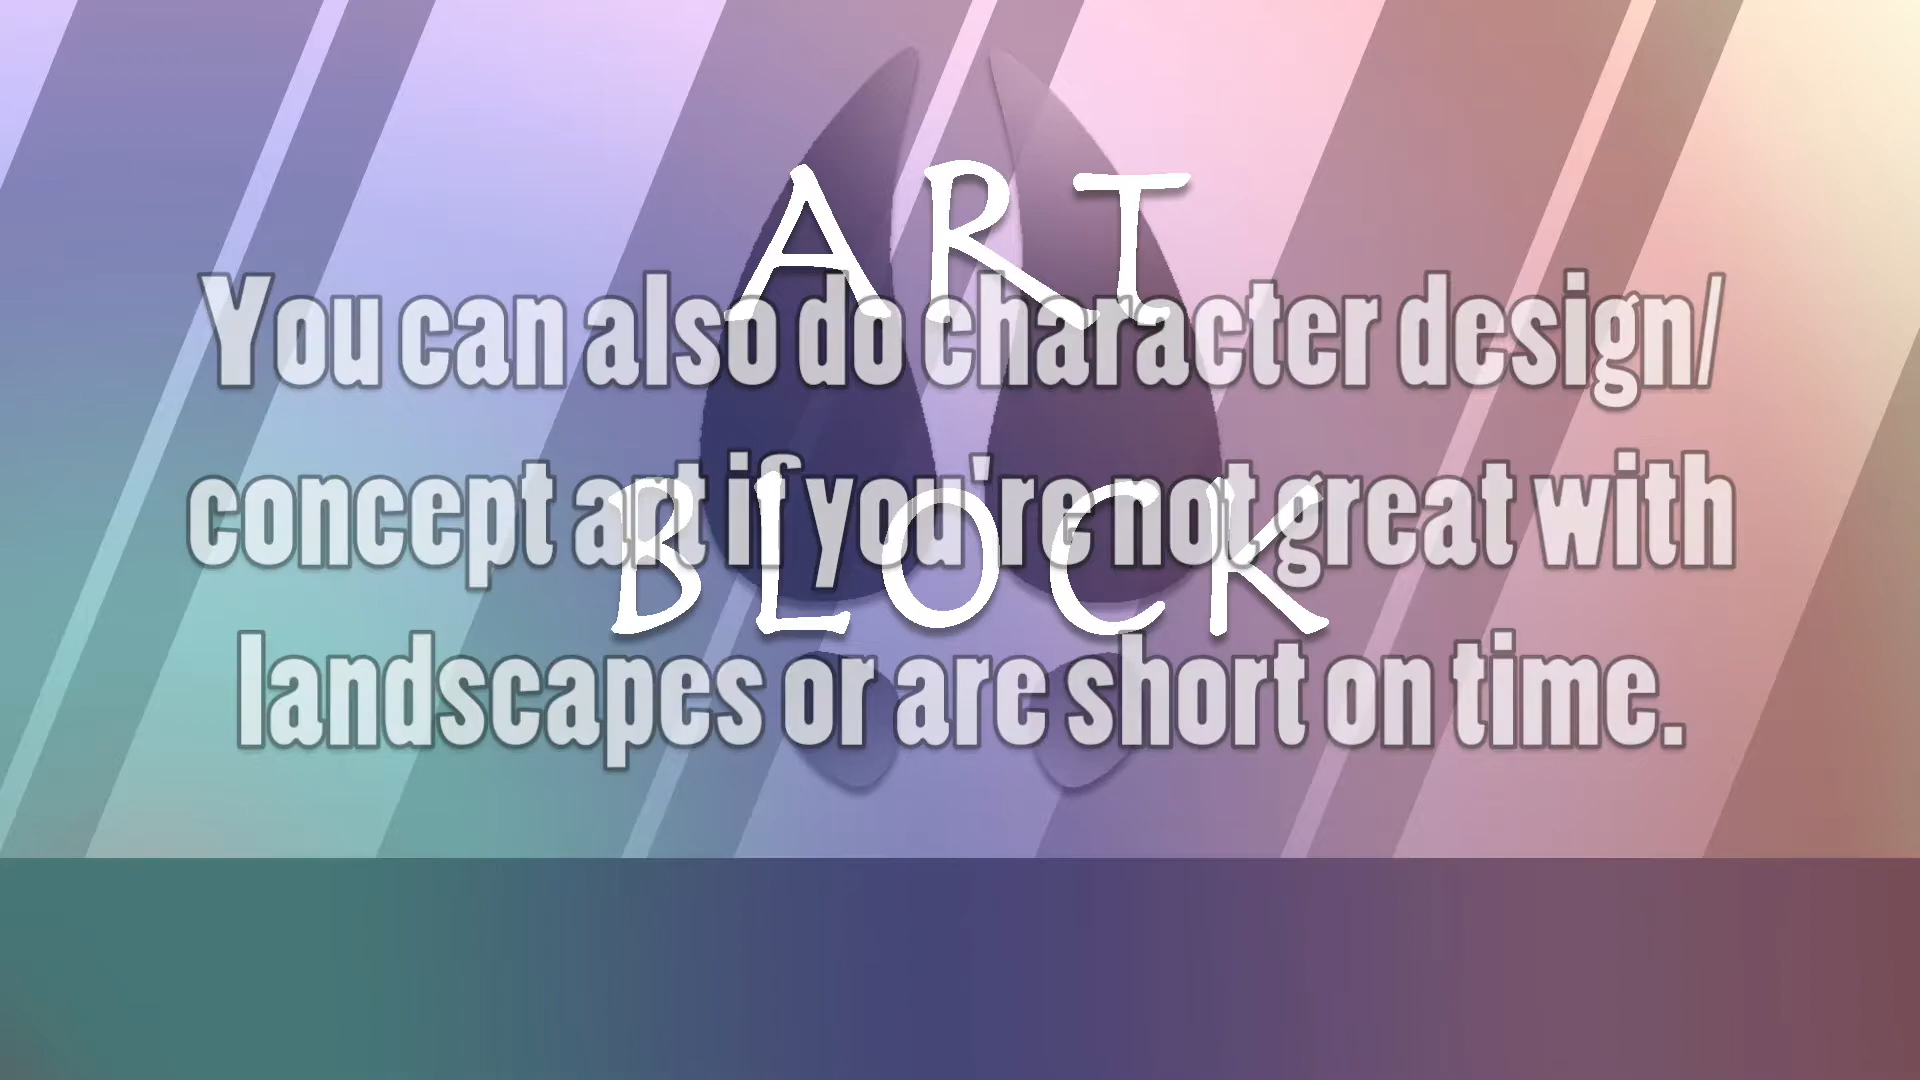 ART
You can also do character design/
BLOCK
concept art if you're not great with
landscapes or are short on time.